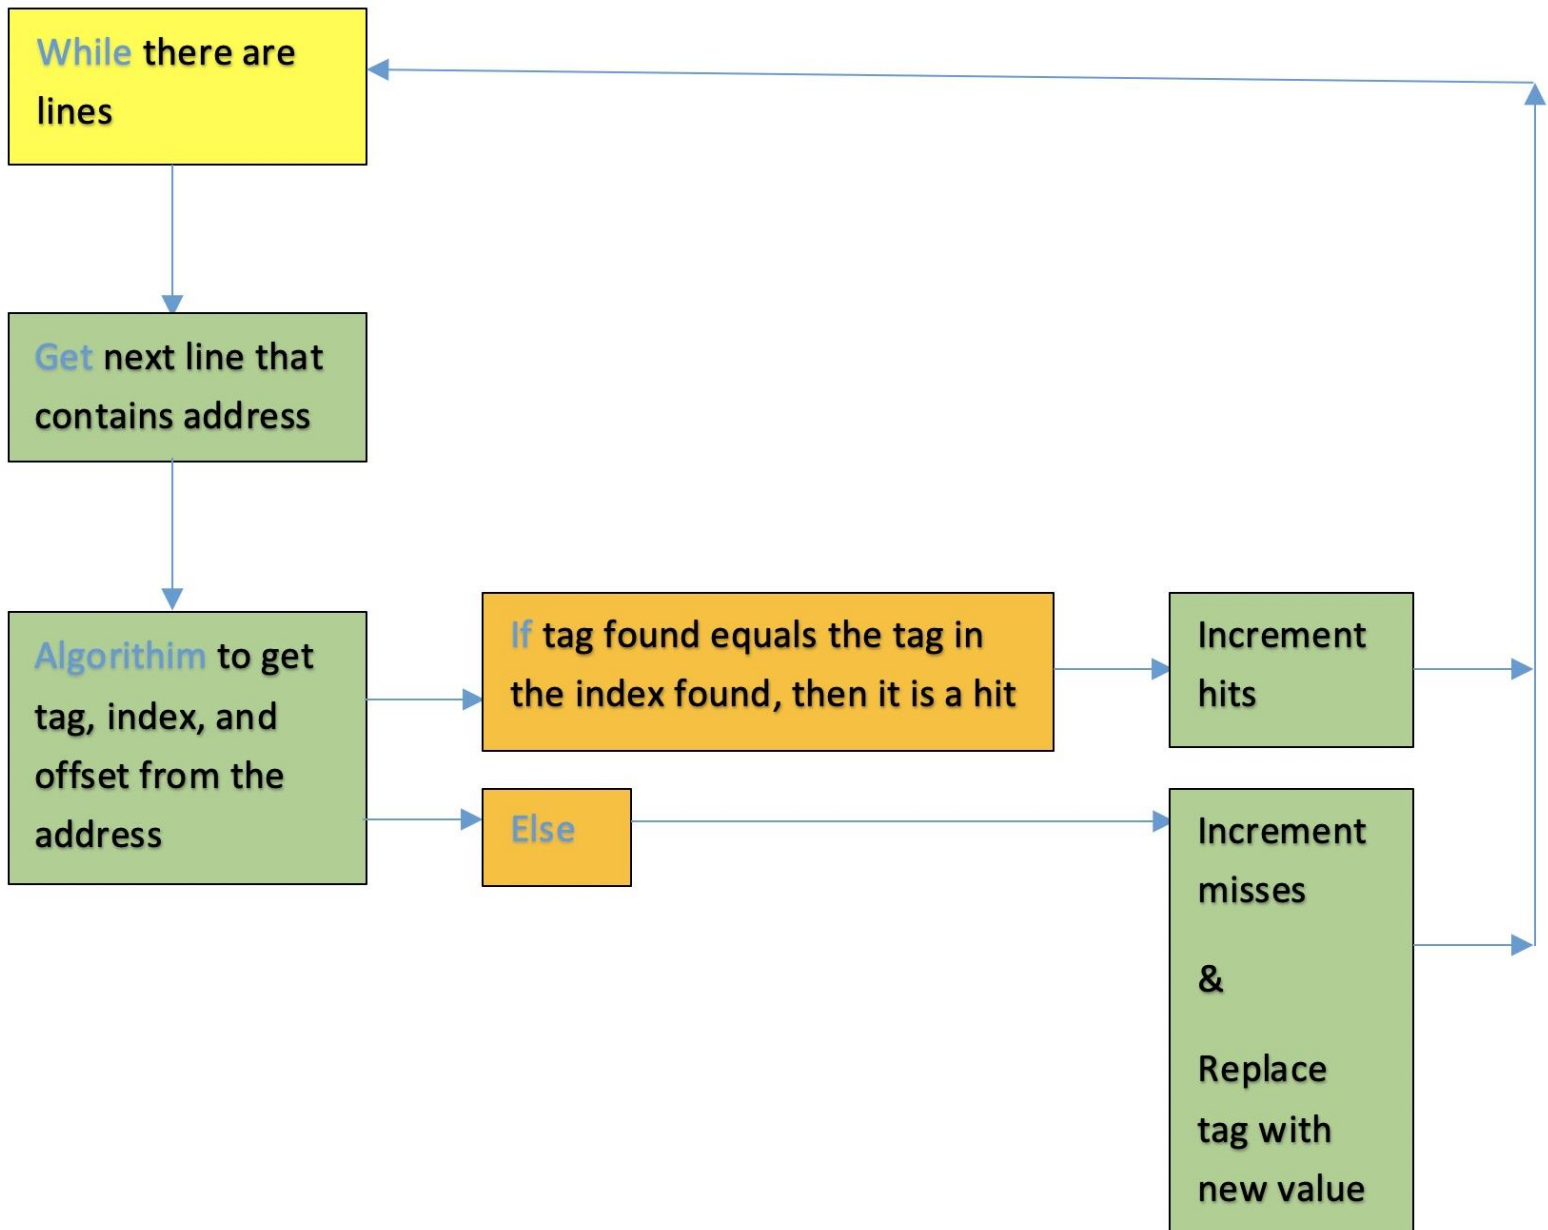 While there are
lines
Get next line that
contains address
Algorithim to get
tag, index, and
offset from the
address
If tag found equals the tag in
the index found, then it is a hit
Increment
hits
Else
Increment
misses
&
Replace
tag with
new value